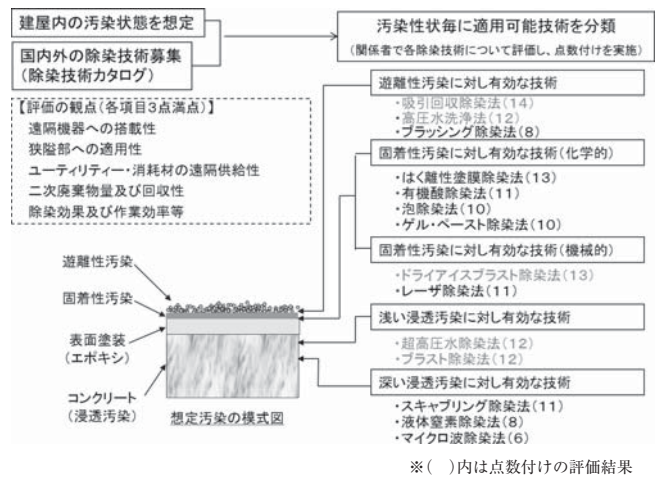 建屋内の汚染状態を想定
国内外の除染技術募集
(除染技術カタログ)
汚染性状毎に適用可能技術を分類
(関係者で各除染技術について評価し、点数付けを実施)
【評価の観点(各項目3点満点)】
遠隔機器への搭載性
狭隘部への適用性
ユーティリティー・消耗材の遠隔供給性
二次廃棄物量及び回収性
除染効果及び作業効率等
遊離性汚染に対し有効な技術
・吸引回収除染法(14)
・高圧水洗浄法(12)
・ブラッシング除染法(8)
固着性汚染に対し有効な技術(化学的)
・はく離性塗膜除染法(13)
・有機酸除染法(11)
・泡除染法(10)
・ゲル・ペースト除染法(10)
固着性汚染に対し有効な技術(機械的)
・ドライアイスブラスト除染法(13)
・レーザ除染法(11)
浅い浸透汚染に対し有効な技術
・超高圧水除染法(12)
・ブラスト除染法(12)
深い浸透汚染に対し有効な技術
・スキャブリング除染法(11)
・液体窒素除染法(8)
・マイクロ波除染法(6)
遊離性汚染
固着性汚染
表面塗装
(エポキシ)
コンクリート
(浸透汚染)
想定汚染の模式図
※( )内は点数付けの評価結果